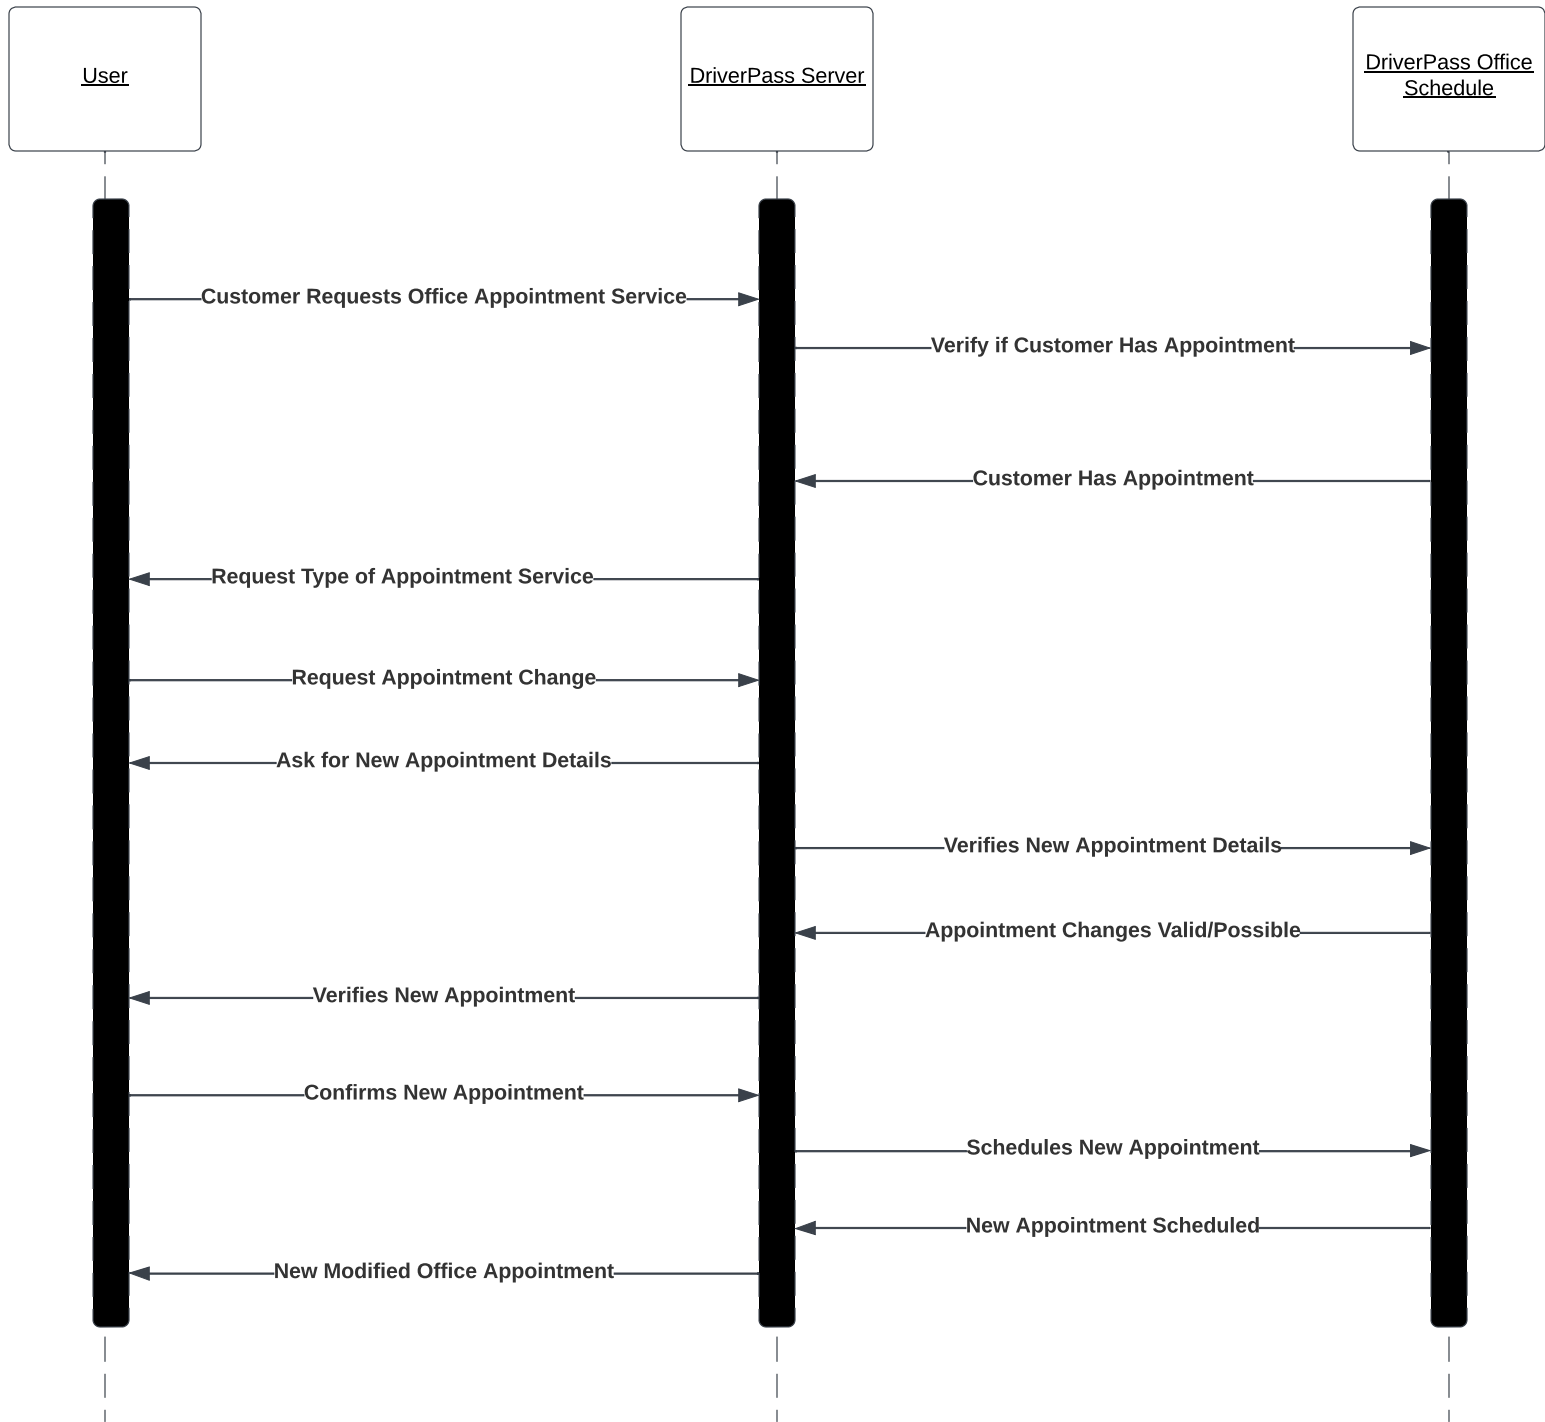 User
DriverPass Server
DriverPass Office
Schedule
Customer Requests Office Appointment Service
Verify if Customer Has Appointment
Customer Has Appointment
Request Type of Appointment Service
Request Appointment Change
Ask for New Appointment Details
Verifies New Appointment Details
Appointment Changes Valid/Possible
Verifies New Appointment
Confirms New Appointment
Schedules New Appointment
New Appointment Scheduled
New Modified Office Appointment